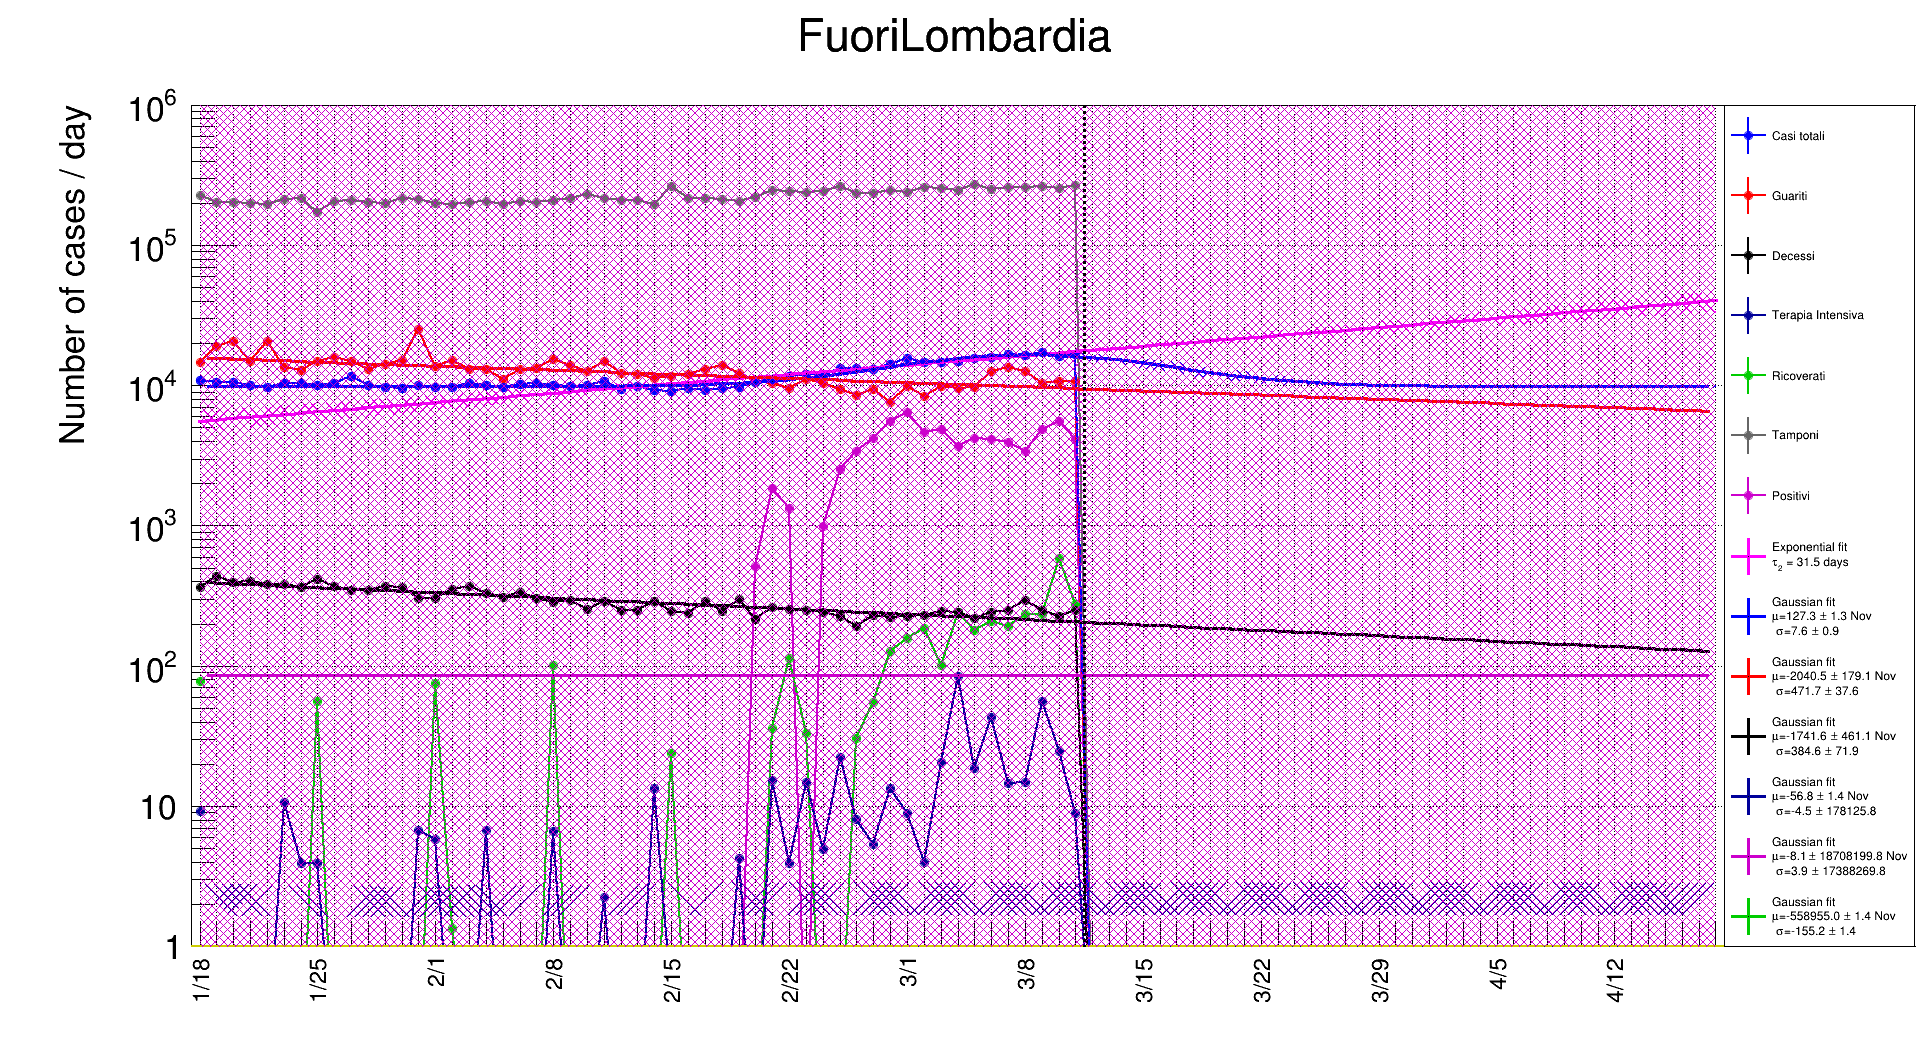 FuoriLombardia
Number of cases / day
10^6
10^5
10^4
10^3
10^2
10
1
1/18
1/25
2/1
2/8
2/15
2/22
3/1
3/8
3/15
3/22
3/29
4/5
4/12
Casi totali
Guariti
Decessi
Terapia Intensiva
Ricoverati
Tamponi
Positivi
Exponential fit
τ_2 = 31.5 days
Gaussian fit
μ=127.3 ± 1.3 Nov
σ=7.6 ± 0.9
Gaussian fit
μ=-2040.5 ± 179.1 Nov
σ=471.7 ± 37.6
Gaussian fit
μ=-1741.6 ± 461.1 Nov
σ=384.6 ± 71.9
Gaussian fit
μ=-56.8 ± 1.4 Nov
σ=-4.5 ± 178125.8
Gaussian fit
μ=-8.1 ± 18708199.8 Nov
σ=3.9 ± 17388269.8
Gaussian fit
μ=-558955.0 ± 1.4 Nov
σ=-155.2 ± 1.4